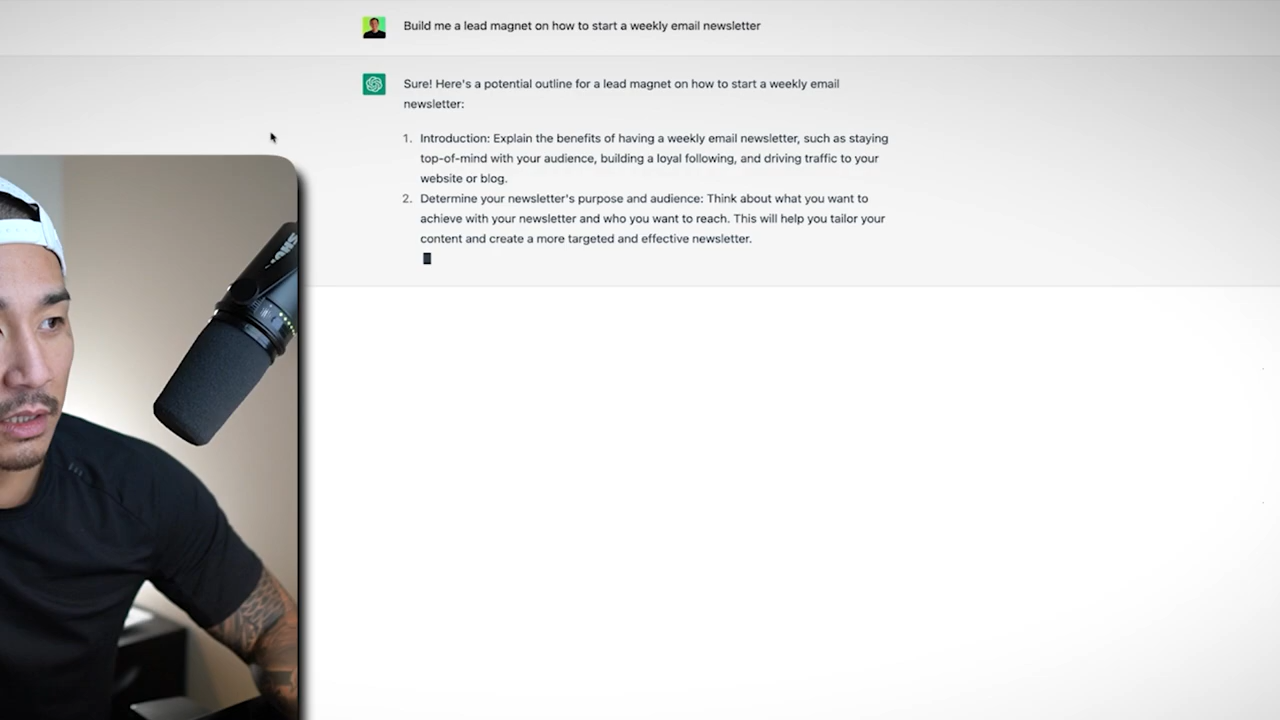 Build me a lead magnet on how to start a weekly email newsletter
Sure! Here's a potential outline for a lead magnet on how to start a weekly email
newsletter:
1. Introduction: Explain the benefits of having a weekly email newsletter, such as staying
top-of-mind with your audience, building a loyal following, and driving traffic to your
website or blog.
2. Determine your newsletter's purpose and audience: Think about what you want to
achieve with your newsletter and who you want to reach. This will help you tailor your
content and create a more targeted and effective newsletter.
SHU